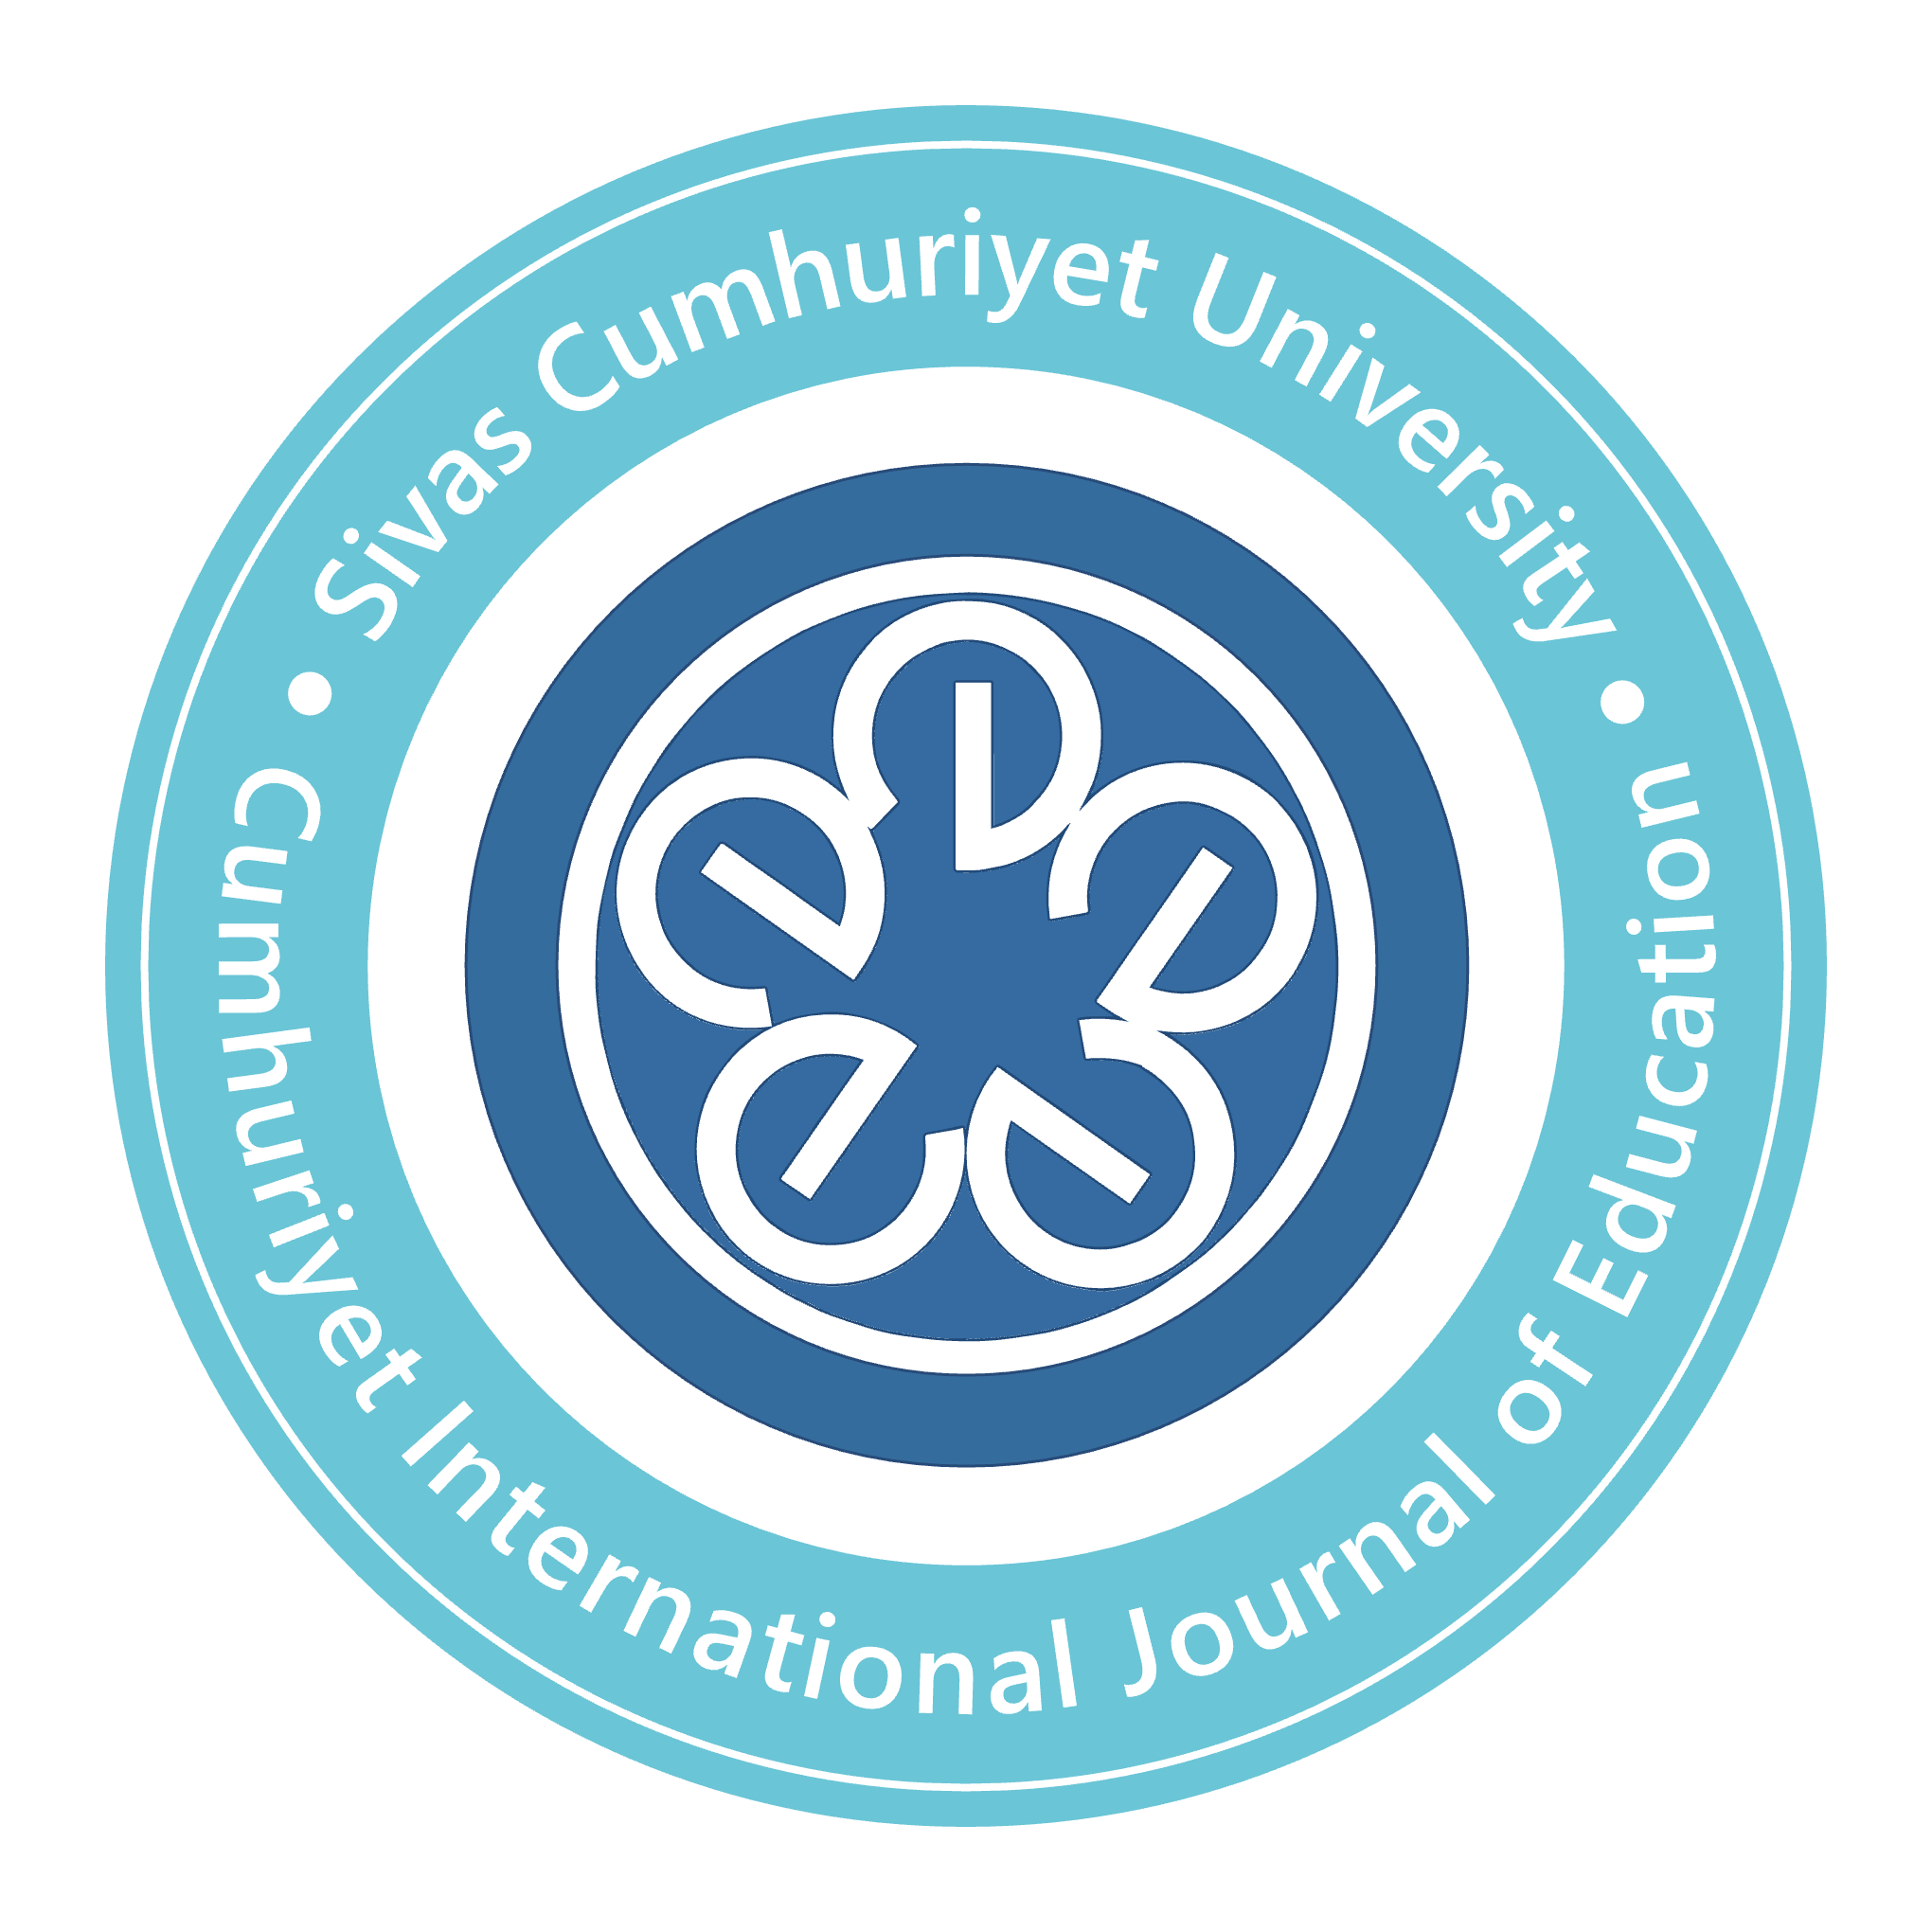 Sivas Cumhuriyet University
Cumhuriyet International Journal of Education